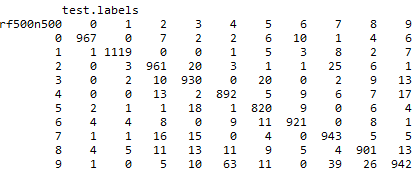 test.labels
rf500n500 0 1 2 3 4 5 6 7 8 9
0 967 0 7 2 2 6 10 1 4 6
1 1 1119 0 0 1 5 3 8 2 7
2 0 3 961 20 3 1 1 25 6 1
3 0 2 10 930 0 20 0 2 9 13
4 0 0 13 2 892 5 9 6 7 17
5 2 1 1 18 1 820 9 0 6 4
6 4 4 8 0 9 11 921 0 8 1
7 1 1 16 15 0 4 0 943 5 5
8 4 5 11 13 11 9 5 4 901 13
9 1 0 5 10 63 11 0 39 26 942